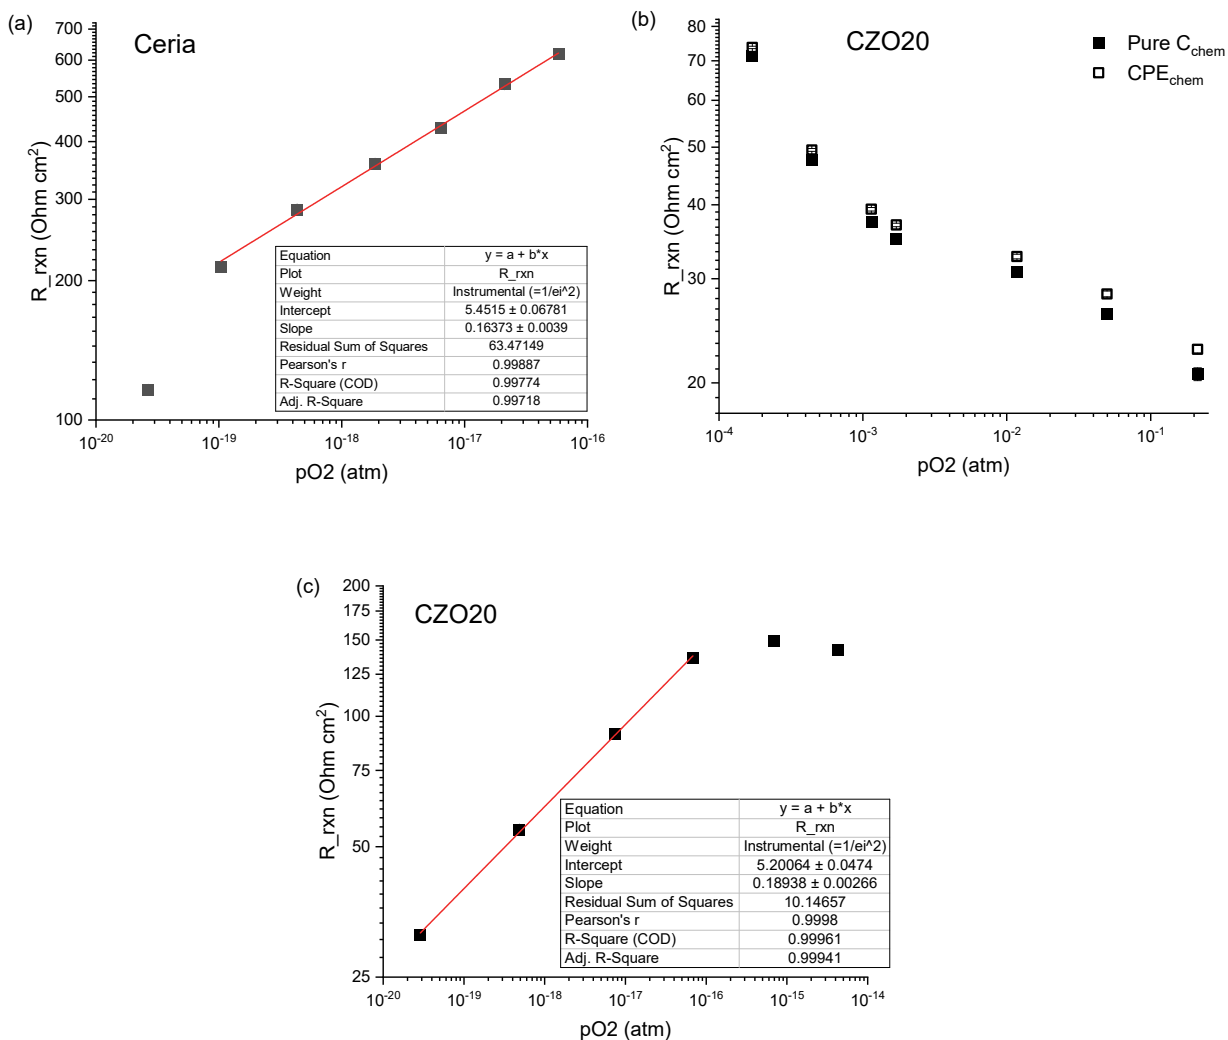 (a)
Ceria
700
600
500
400
300
200
100
R_rxn (Ohm cm²)
10⁻²⁰ 10⁻¹⁹ 10⁻¹⁸ 10⁻¹⁷ 10⁻¹⁶
pO2 (atm)
Equation y = a + b*x
Plot R_rxn
Weight Instrumental (=1/ei^2)
Intercept 5.4515 ± 0.06781
Slope 0.16373 ± 0.0039
Residual Sum of Squares 63.47149
Pearson's r 0.99887
R-Square (COD) 0.99774
Adj. R-Square 0.99718
(b)
CZO20
Pure C_chem
CPE_chem
80
70
60
50
40
30
20
R_rxn (Ohm cm²)
10⁻⁴ 10⁻³ 10⁻² 10⁻¹
pO2 (atm)
(c)
CZO20
200
175
150
125
100
75
50
25
R_rxn (Ohm cm²)
10⁻²⁰ 10⁻¹⁹ 10⁻¹⁸ 10⁻¹⁷ 10⁻¹⁶ 10⁻¹⁵ 10⁻¹⁴
pO2 (atm)
Equation y = a + b*x
Plot R_rxn
Weight Instrumental (=1/ei^2)
Intercept 5.20064 ± 0.0474
Slope 0.18938 ± 0.00266
Residual Sum of Squares 10.14657
Pearson's r 0.9998
R-Square (COD) 0.99961
Adj. R-Square 0.99941